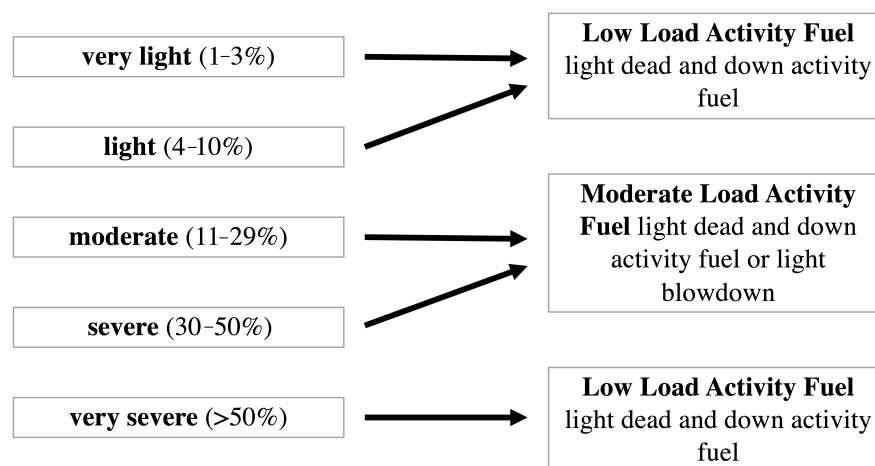 very light (1-3%)
light (4-10%)
moderate (11-29%)
severe (30-50%)
very severe (>50%)
Low Load Activity Fuel
light dead and down activity
fuel
Moderate Load Activity
Fuel light dead and down
activity fuel or light
blowdown
Low Load Activity Fuel
light dead and down activity
fuel